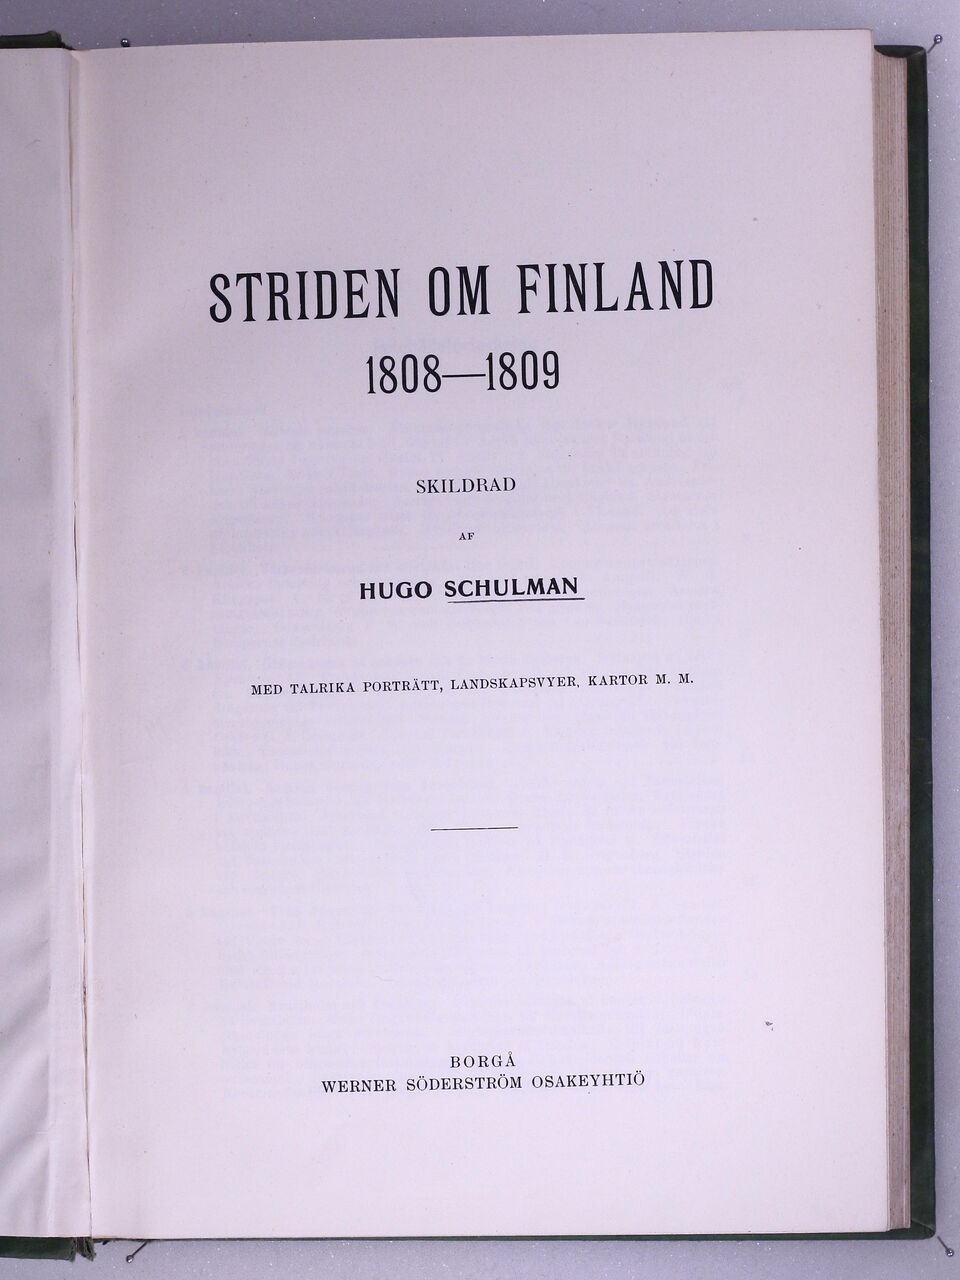 STRIDEN OM FINLAND
1808—1809
SKILDRAD
AF
HUGO SCHULMAN
MED TALRIKA PORTRÄTT, LANDSKAPSVYER, KARTOR M. M.
BORGÅ
WERNER SÖDERSTRÖM OSAKEYHTIÖ